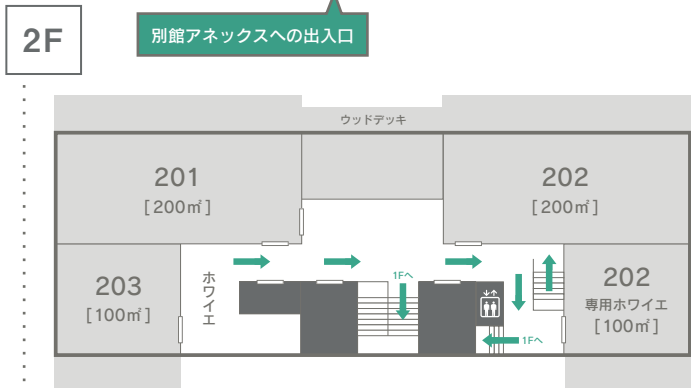 2F
別館アネックスへの出入口
ウッドデッキ
201
[200㎡]
202
[200㎡]
203
[100㎡]
ホワイエ
1Fへ
202
専用ホワイエ
[100㎡]
1Fへ